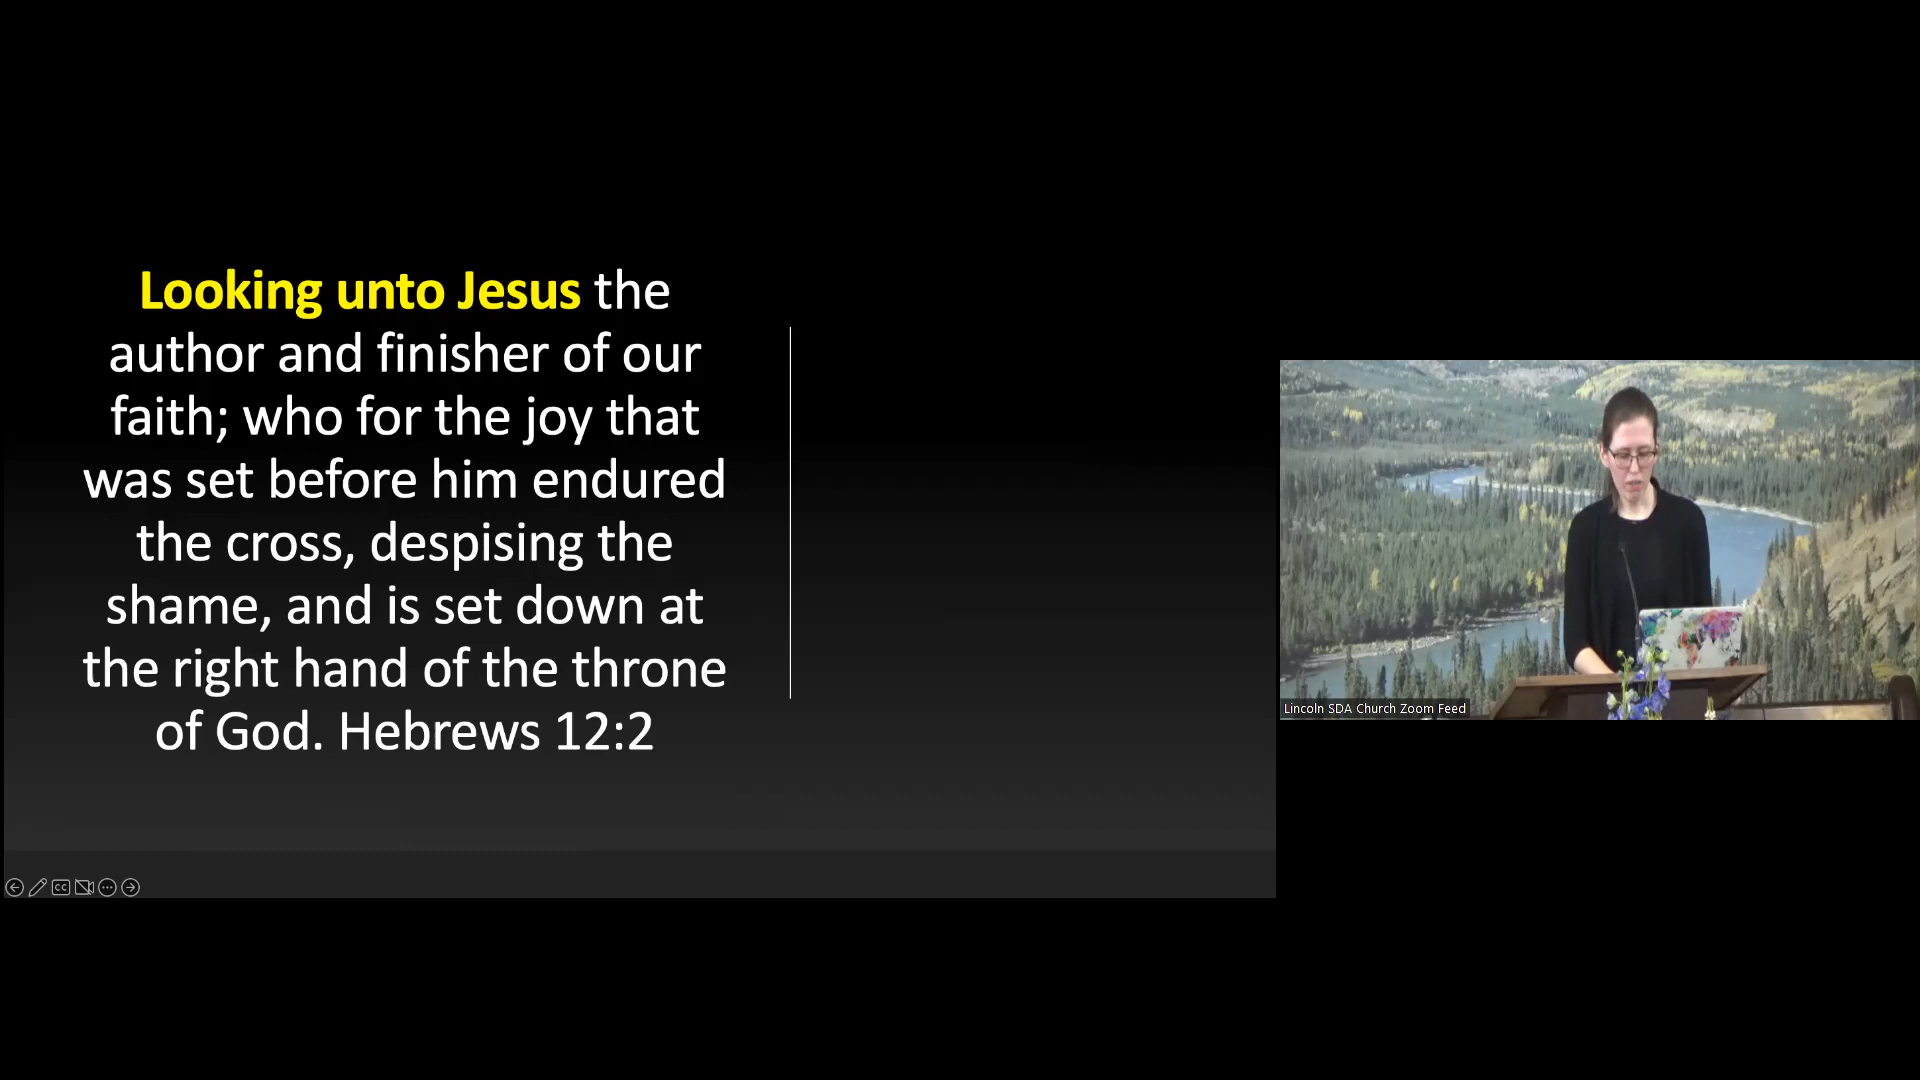 Looking unto Jesus the
author and finisher of our
faith; who for the joy that
was set before him endured
the cross, despising the
shame, and is set down at
the right hand of the throne
of God. Hebrews 12:2
Lincoln SDA Church Zoom Feed
CC